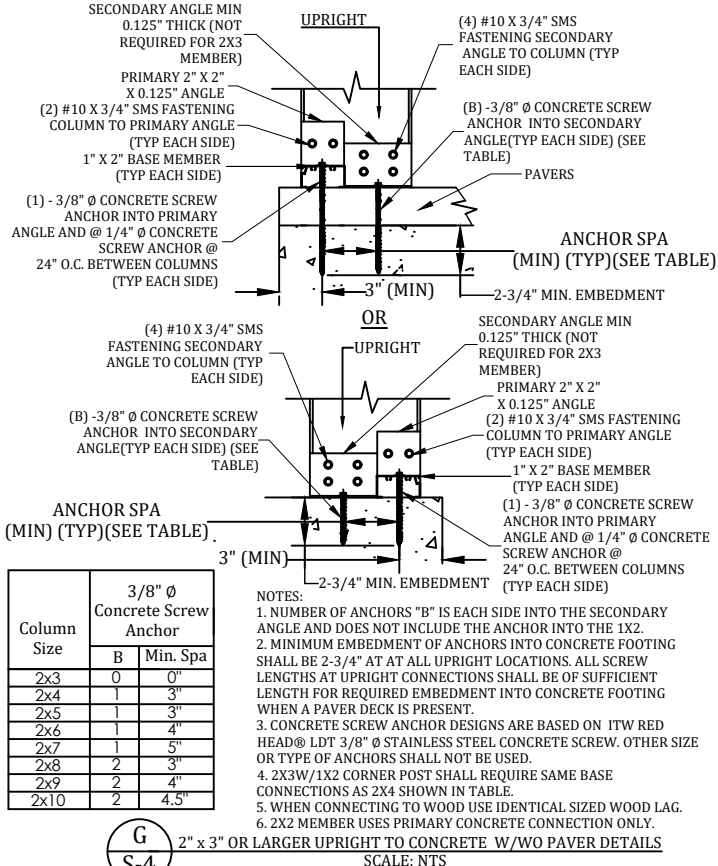 SECONDARY ANGLE MIN
0.125" THICK (NOT
REQUIRED FOR 2X3
MEMBER)
UPRIGHT
(4) #10 X 3/4" SMS
FASTENING SECONDARY
ANGLE TO COLUMN (TYP
EACH SIDE)
PRIMARY 2" X 2"
X 0.125" ANGLE
(2) #10 X 3/4" SMS FASTENING
COLUMN TO PRIMARY ANGLE
(TYP EACH SIDE)
1" X 2" BASE MEMBER
(TYP EACH SIDE)
(B) -3/8" Ø CONCRETE SCREW
ANCHOR INTO SECONDARY
ANGLE(TYP EACH SIDE) (SEE
TABLE)
PAVERS
(1) - 3/8" Ø CONCRETE SCREW
ANCHOR INTO PRIMARY
ANGLE AND @ 1/4" Ø CONCRETE
SCREW ANCHOR @
24" O.C. BETWEEN COLUMNS
(TYP EACH SIDE)
ANCHOR SPA
(MIN) (TYP)(SEE TABLE)
3" (MIN)
2-3/4" MIN. EMBEDMENT
OR
(4) #10 X 3/4" SMS
FASTENING SECONDARY
ANGLE TO COLUMN (TYP
EACH SIDE)
UPRIGHT
SECONDARY ANGLE MIN
0.125" THICK (NOT
REQUIRED FOR 2X3
MEMBER)
PRIMARY 2" X 2"
X 0.125" ANGLE
(2) #10 X 3/4" SMS FASTENING
COLUMN TO PRIMARY ANGLE
(TYP EACH SIDE)
1" X 2" BASE MEMBER
(TYP EACH SIDE)
(B) -3/8" Ø CONCRETE SCREW
ANCHOR INTO SECONDARY
ANGLE(TYP EACH SIDE) (SEE
TABLE)
(1) - 3/8" Ø CONCRETE SCREW
ANCHOR INTO PRIMARY
ANGLE AND @ 1/4" Ø CONCRETE
SCREW ANCHOR @
24" O.C. BETWEEN COLUMNS
(TYP EACH SIDE)
ANCHOR SPA
(MIN) (TYP)(SEE TABLE)
3" (MIN)
2-3/4" MIN. EMBEDMENT
Column Size 3/8" Ø Concrete Screw Anchor
B Min. Spa
2x3 0 0"
2x4 1 3"
2x5 1 3"
2x6 1 4"
2x7 1 5"
2x8 2 3"
2x9 2 4"
2x10 2 4.5"
NOTES:
1. NUMBER OF ANCHORS "B" IS EACH SIDE INTO THE SECONDARY
ANGLE AND DOES NOT INCLUDE THE ANCHOR INTO THE 1X2.
2. MINIMUM EMBEDMENT OF ANCHORS INTO CONCRETE FOOTING
SHALL BE 2-3/4" AT AT ALL UPRIGHT LOCATIONS. ALL SCREW
LENGTHS AT UPRIGHT CONNECTIONS SHALL BE OF SUFFICIENT
LENGTH FOR REQUIRED EMBEDMENT INTO CONCRETE FOOTING
WHEN A PAVER DECK IS PRESENT.
3. CONCRETE SCREW ANCHOR DESIGNS ARE BASED ON ITW RED
HEAD® LDT 3/8" Ø STAINLESS STEEL CONCRETE SCREW. OTHER SIZE
OR TYPE OF ANCHORS SHALL NOT BE USED.
4. 2X3W/1X2 CORNER POST SHALL REQUIRE SAME BASE
CONNECTIONS AS 2X4 SHOWN IN TABLE.
5. WHEN CONNECTING TO WOOD USE IDENTICAL SIZED WOOD LAG.
6. 2X2 MEMBER USES PRIMARY CONCRETE CONNECTION ONLY.
G
S-4
2" x 3" OR LARGER UPRIGHT TO CONCRETE W/WO PAVER DETAILS
SCALE: NTS